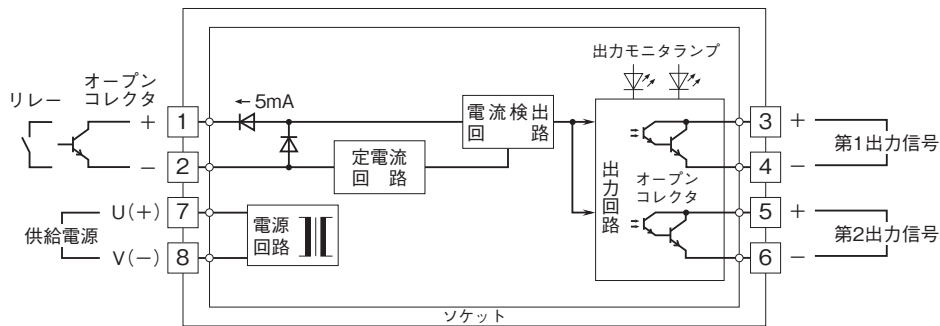 リレー
オープン
コレクタ
+
−
1
2
← 5mA
電流検出
回　路
定電流
回　路
供給電源
U(+)
V(−)
7
8
電源
回路
出力モニタランプ
出力回路
オープン
コレクタ
3
4
+
−
第1出力信号
5
6
+
−
第2出力信号
ソケット